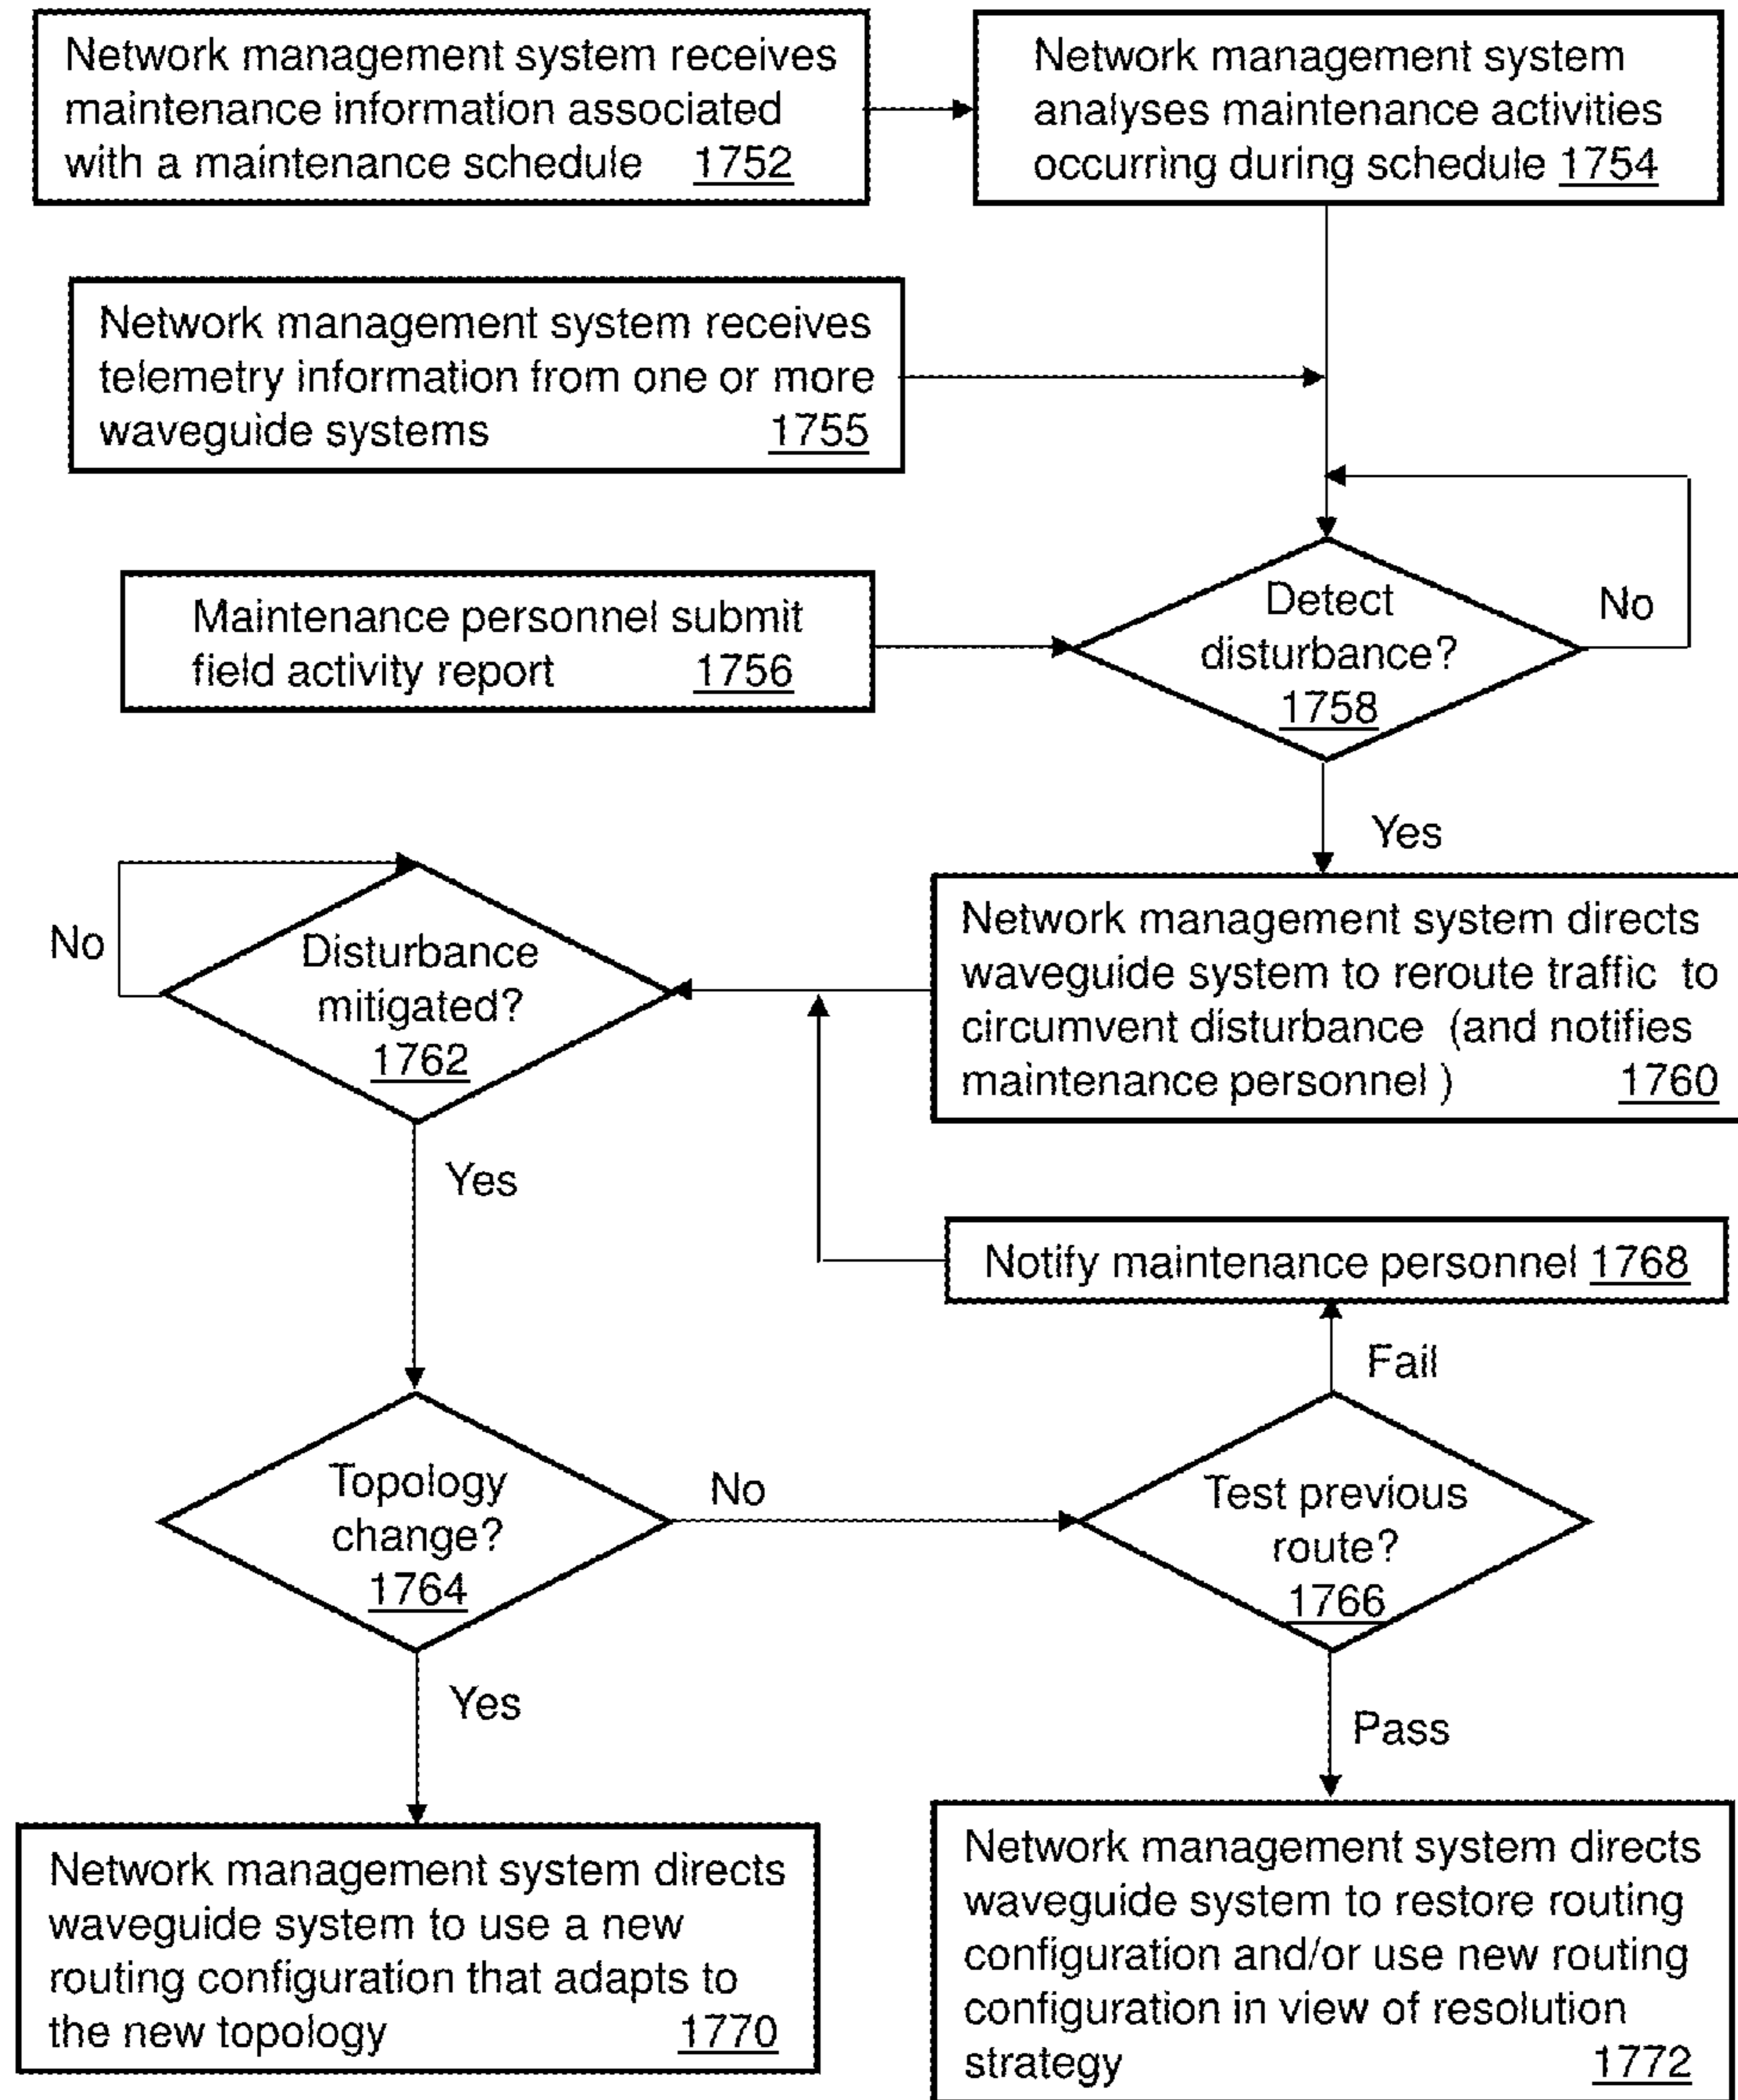 Network management system receives
maintenance information associated
with a maintenance schedule 1752
Network management system
analyses maintenance activities
occurring during schedule 1754
Network management system receives
telemetry information from one or more
waveguide systems 1755
Maintenance personnel submit
field activity report 1756
Detect
disturbance?
1758
No
Yes
Network management system directs
waveguide system to reroute traffic to
circumvent disturbance (and notifies
maintenance personnel ) 1760
Disturbance
mitigated?
1762
No
Yes
Notify maintenance personnel 1768
Fail
Topology
change?
1764
No
Test previous
route?
1766
Yes
Pass
Network management system directs
waveguide system to use a new
routing configuration that adapts to
the new topology 1770
Network management system directs
waveguide system to restore routing
configuration and/or use new routing
configuration in view of resolution
strategy 1772